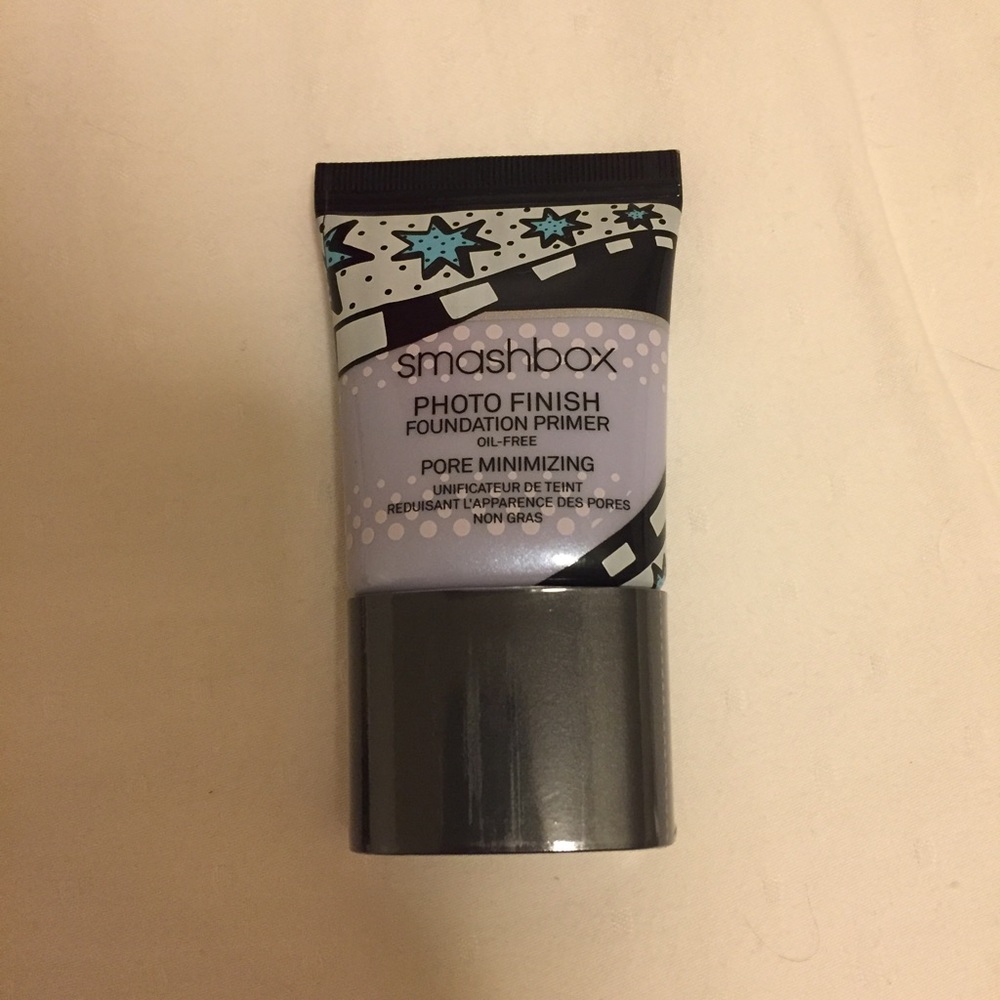 smashbox
PHOTO FINISH
FOUNDATION PRIMER
OIL-FREE
PORE MINIMIZING
UNIFICATEUR DE TEINT
REDUISANT L'APPARENCE DES PORES
NON GRAS